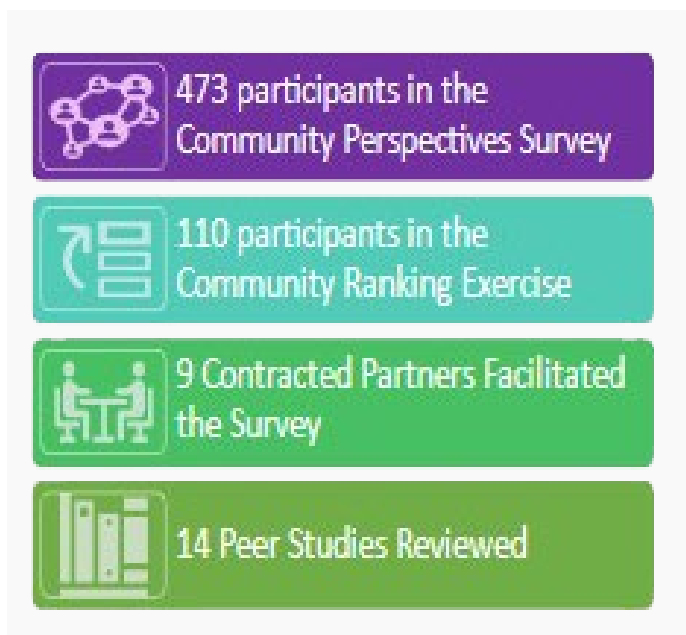 473 participants in the
Community Perspectives Survey
110 participants in the
Community Ranking Exercise
9 Contracted Partners Facilitated
the Survey
14 Peer Studies Reviewed